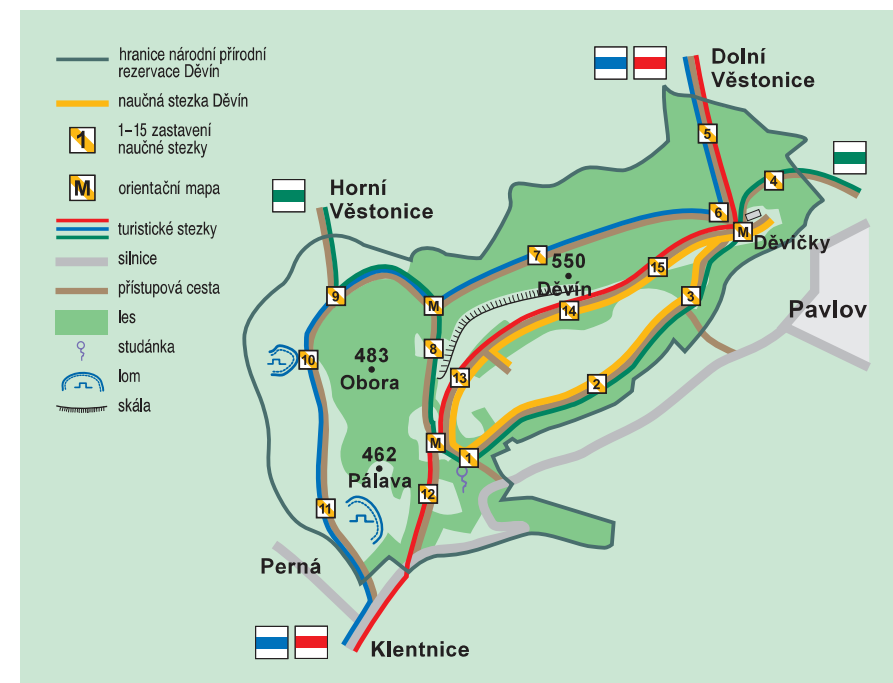 hranice národní přírodní
rezervace Děvín
naučná stezka Děvín
1
1–15 zastavení
naučné stezky
M
orientační mapa
turistické stezky
silnice
přístupová cesta
les
studánka
lom
skála
Dolní
Věstonice
5
4
Horní
Věstonice
6
M
Děvičky
7
550
Děvín
15
9
3
M
14
Pavlov
8
10
483
Obora
13
2
M
1
462
Pálava
12
11
Perná
Klentnice